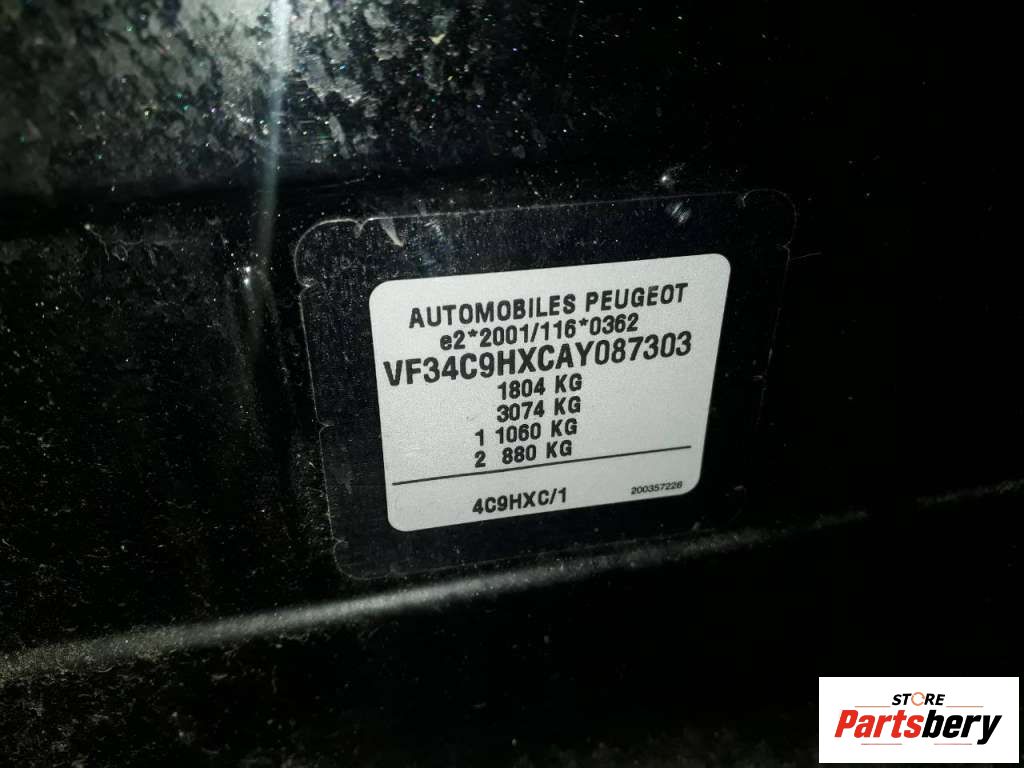 AUTOMOBILES PEUGEOT
e2*2001/116*0362
VF34C9HXCAY087303
1804 KG
3074 KG
1 1060 KG
2 880 KG
4C9HXC/1 200357228
STORE
Partsbery